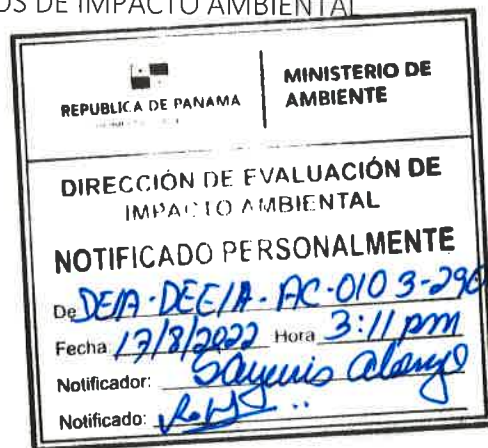 OS DE IMPACTO AMBIENTAL
REPUBLICA DE PANAMA
MINISTERIO DE
AMBIENTE
DIRECCIÓN DE EVALUACIÓN DE
IMPACTO AMBIENTAL
NOTIFICADO PERSONALMENTE
De DEIA-DEEIA-AC-0103-290
Fecha: 17/8/2022 Hora 3:11 pm
Notificador:
Notificado: